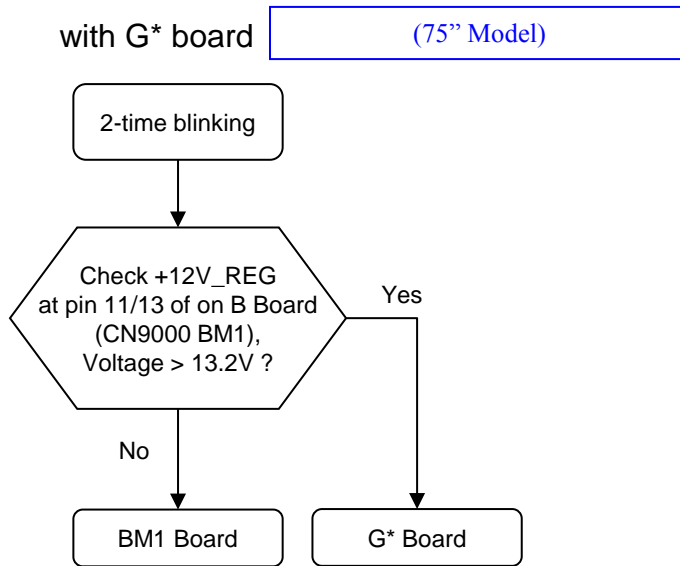 with G* board
(75” Model)
2-time blinking
Check +12V_REG
at pin 11/13 of on B Board
(CN9000 BM1),
Voltage > 13.2V ?
Yes
No
BM1 Board
G* Board